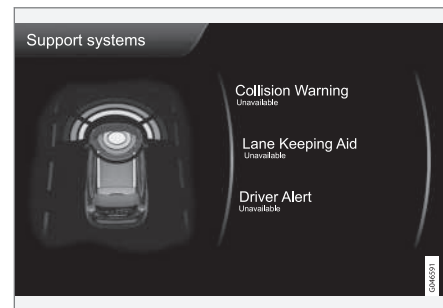 Support systems
Collision Warning
Unavailable
Lane Keeping Aid
Unavailable
Driver Alert
Unavailable
G046591